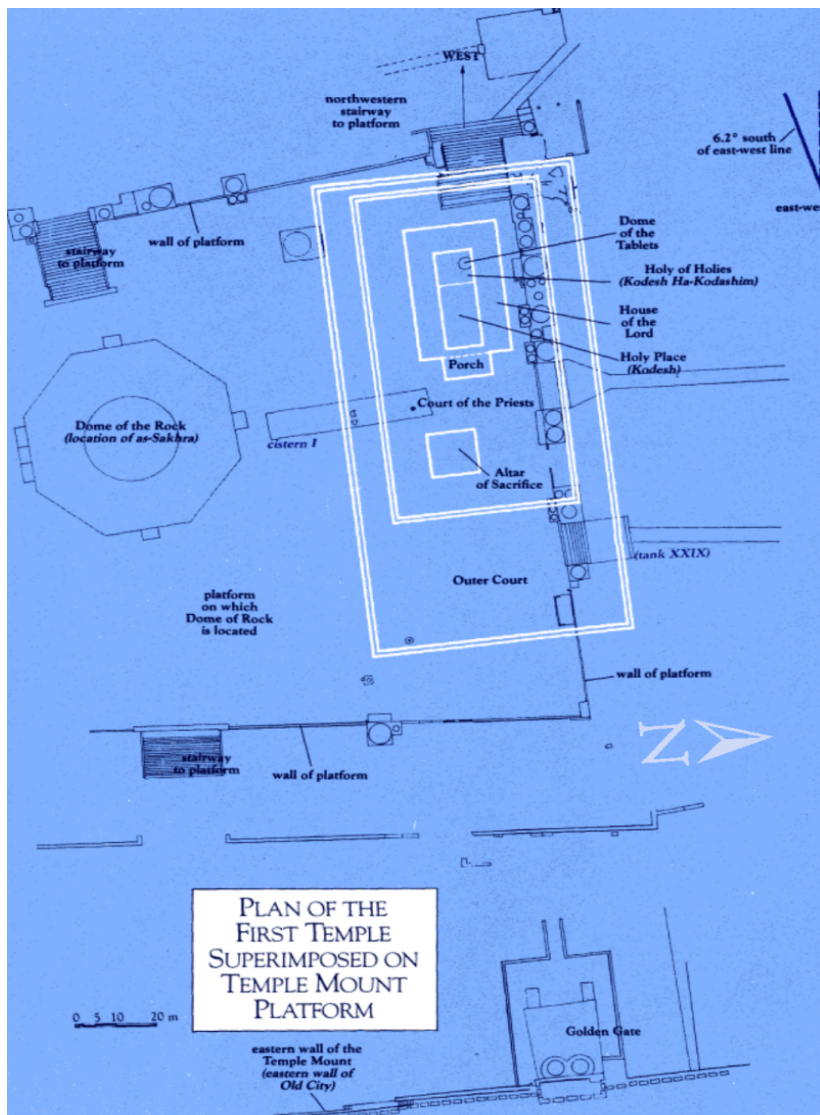 WEST
northwestern
stairway
to platform
6.2° south
of east-west line
east-we
wall of platform
stairway
to platform
Dome
of the
Tablets
Holy of Holies
(Kodesh Ha-Kodashim)
House
of the
Lord
Holy Place
(Kodesh)
Porch
Court of the Priests
Dome of the Rock
(location of as-Sakhra)
cistern I
Altar
of Sacrifice
(tank XXIX)
Outer Court
platform
on which
Dome of Rock
is located
wall of platform
N
stairway
to platform
wall of platform
PLAN OF THE
FIRST TEMPLE
SUPERIMPOSED ON
TEMPLE MOUNT
PLATFORM
0 5 10 20 m
Golden Gate
eastern wall of the
Temple Mount
(eastern wall of
Old City)